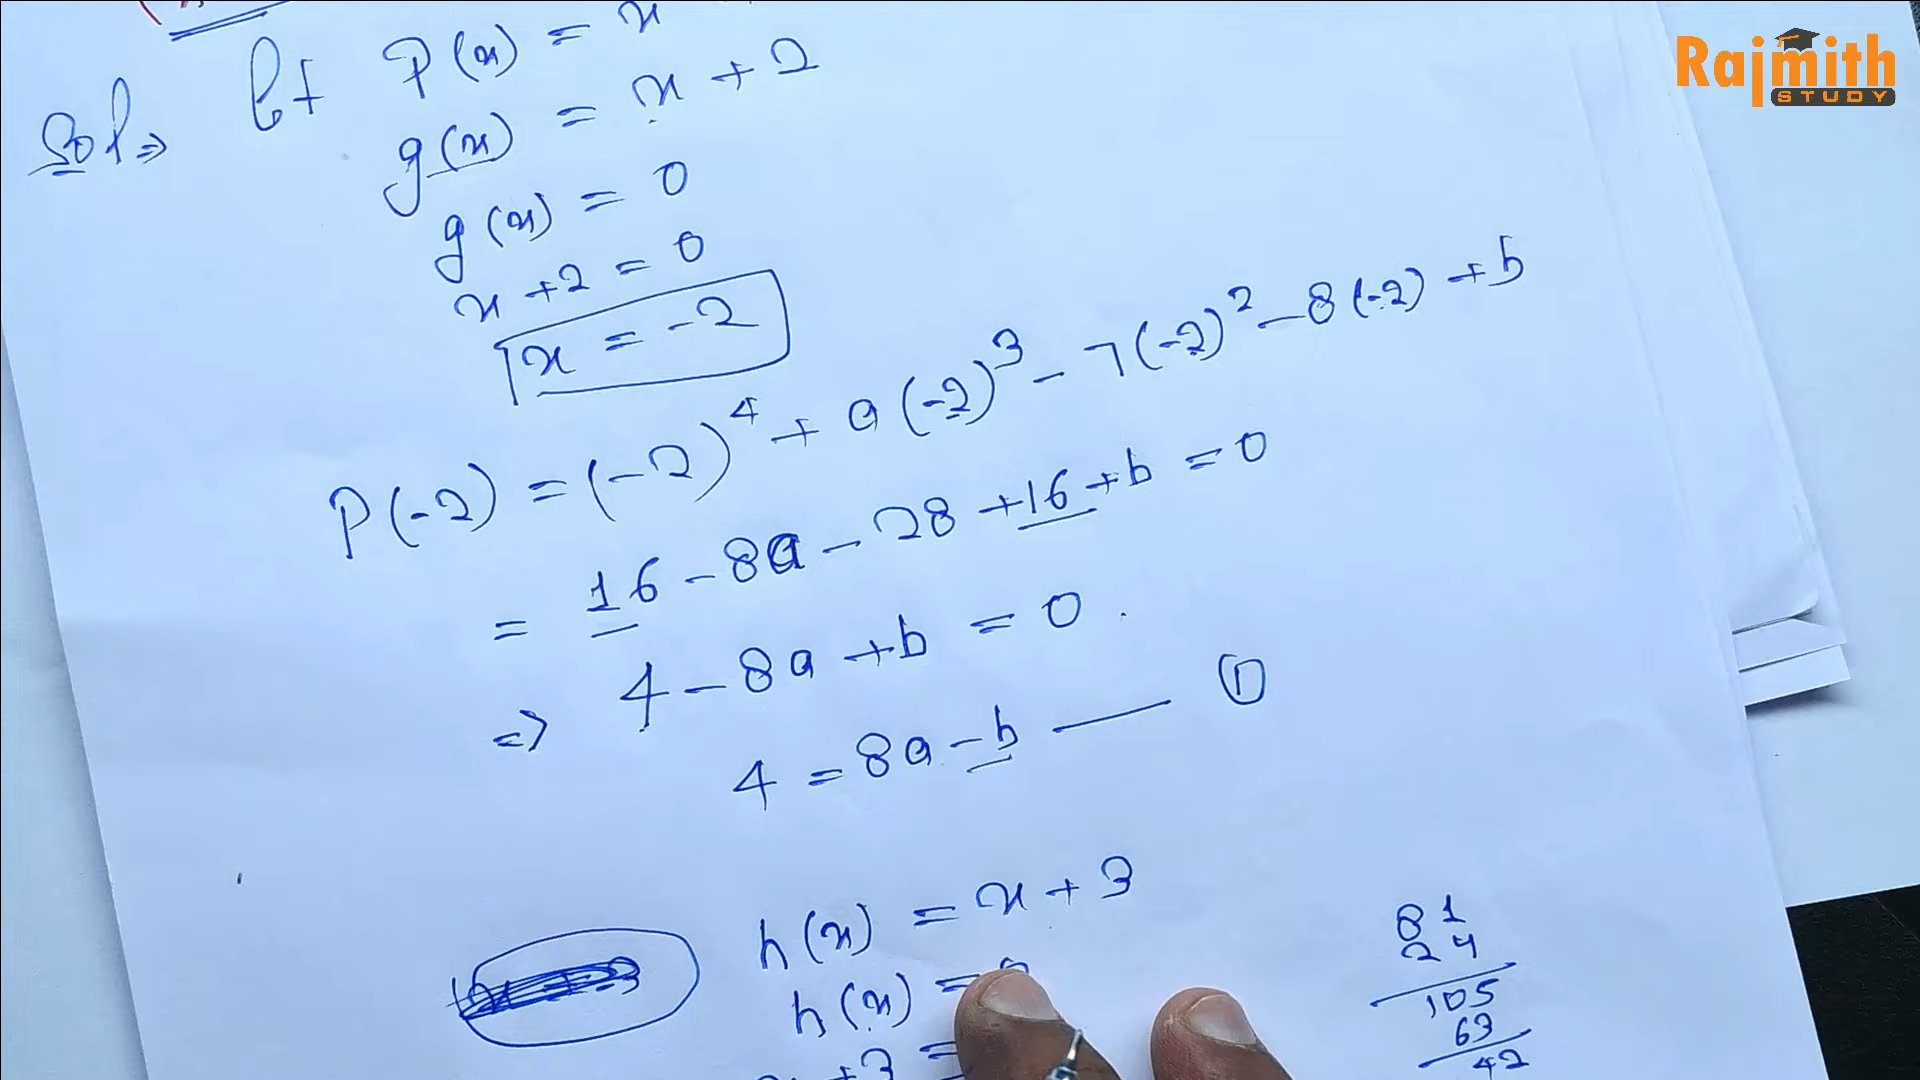 Rajmith
STUDY
Sol⇒ let P(x) = x
g(x) = x + 2
g(x) = 0
x + 2 = 0
x = -2
P(-2) = (-2)⁴ + a(-2)³ - 7(-2)² - 8(-2) + b
= 16 - 8a - 28 + 16 + b = 0
⇒ 4 - 8a + b = 0
4 = 8a - b — ①
h(x) = x + 3
h(x) =
x + 3 =
81
24
105
63
42